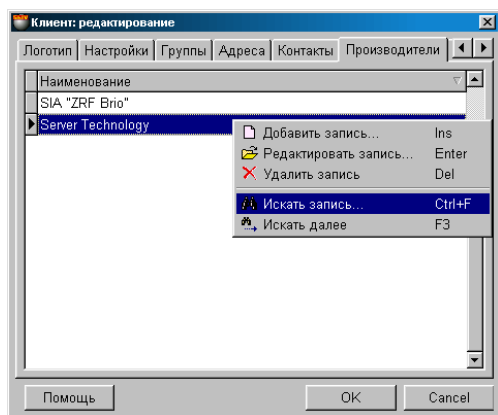 Клиент: редактирование
Логотип Настройки Группы Адреса Контакты Производители
Наименование
SIA "ZRF Brio"
Server Technology
Добавить запись... Ins
Редактировать запись... Enter
Удалить запись Del
Искать запись... Ctrl+F
Искать далее F3
Помощь OK Cancel